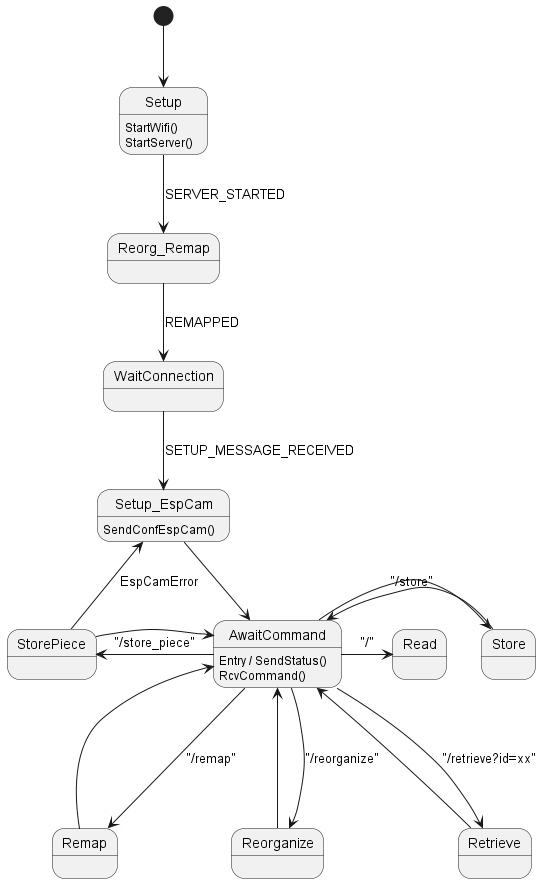 Setup
StartWifi()
StartServer()
SERVER_STARTED
Reorg_Remap
REMAPPED
WaitConnection
SETUP_MESSAGE_RECEIVED
Setup_EspCam
SendConfEspCam()
EspCamError
"/store"
StorePiece
"/store_piece"
AwaitCommand
Entry / SendStatus()
RcvCommand()
"/"
Read
Store
"/remap"
"/reorganize"
"/retrieve?id=xx"
Remap
Reorganize
Retrieve